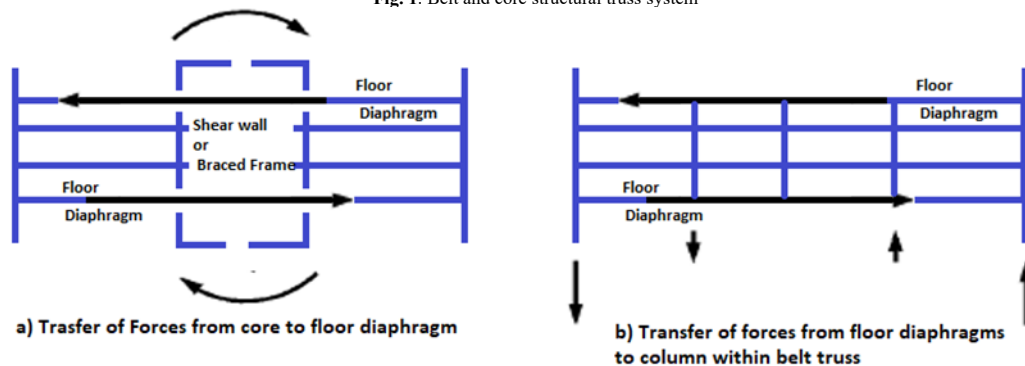 Fig. 1. Belt and core structural truss system
Floor
Diaphragm
Shear wall
or
Braced Frame
Floor
Diaphragm
a) Trasfer of Forces from core to floor diaphragm
Floor
Diaphragm
Floor
Diaphragm
b) Transfer of forces from floor diaphragms
to column within belt truss